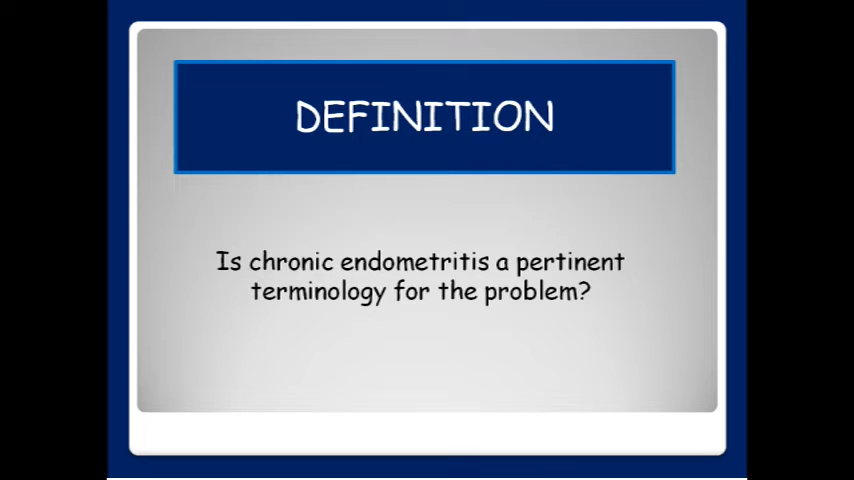 DEFINITION
Is chronic endometritis a pertinent
terminology for the problem?